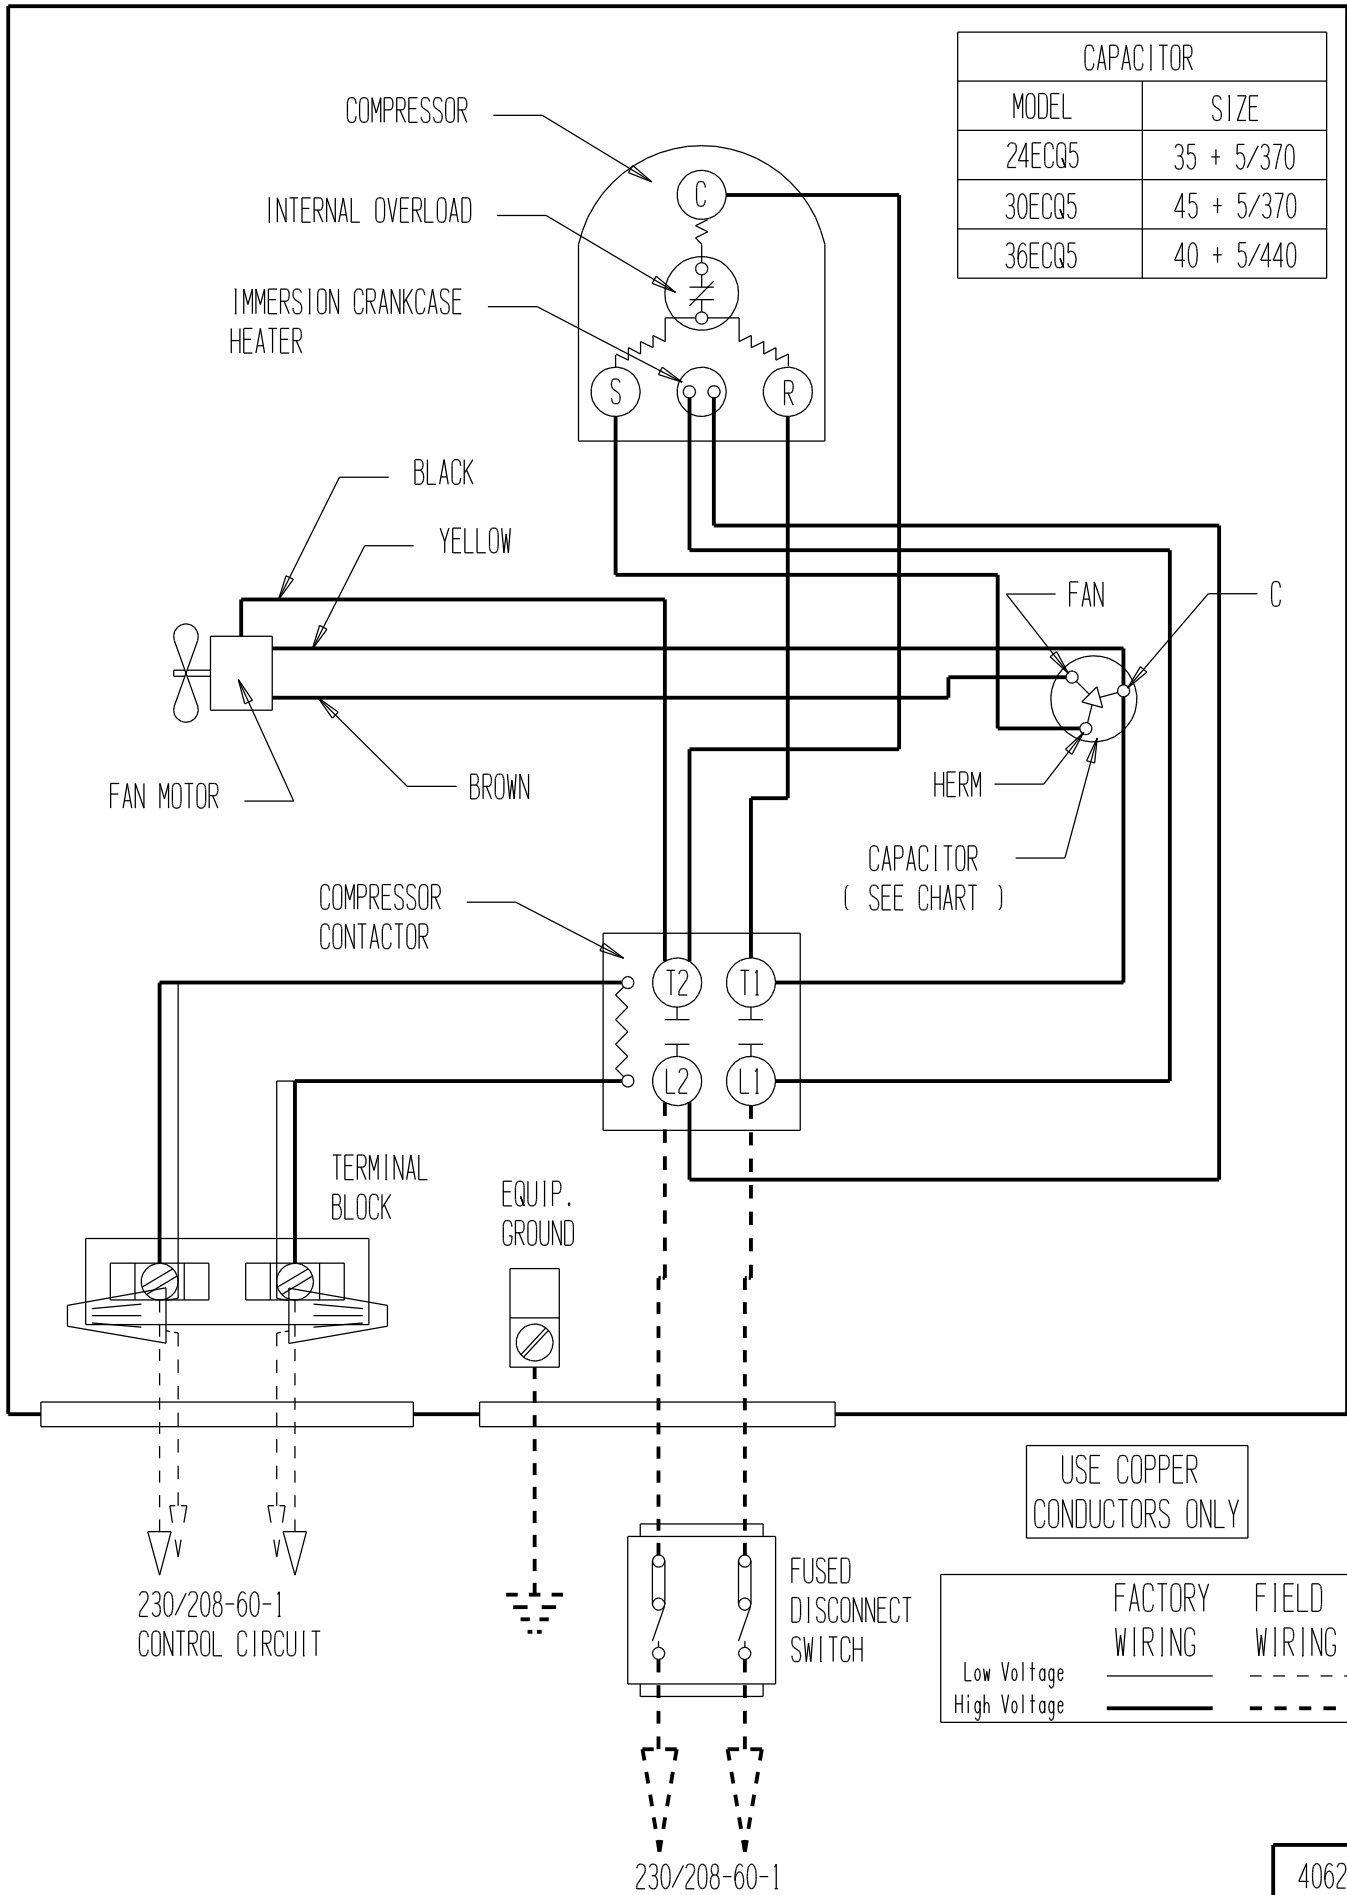 CAPACITOR
MODEL SIZE
24ECQ5 35 + 5/370
30ECQ5 45 + 5/370
36ECQ5 40 + 5/440
COMPRESSOR
C
INTERNAL OVERLOAD
IMMERSION CRANKCASE
HEATER
S
R
BLACK
YELLOW
FAN
C
FAN MOTOR
BROWN
HERM
CAPACITOR
( SEE CHART )
COMPRESSOR
CONTACTOR
T2
T1
L2
L1
TERMINAL
BLOCK
EQUIP.
GROUND
USE COPPER
CONDUCTORS ONLY
230/208-60-1
CONTROL CIRCUIT
FUSED
DISCONNECT
SWITCH
FACTORY FIELD
WIRING WIRING
Low Voltage
High Voltage
230/208-60-1
4062